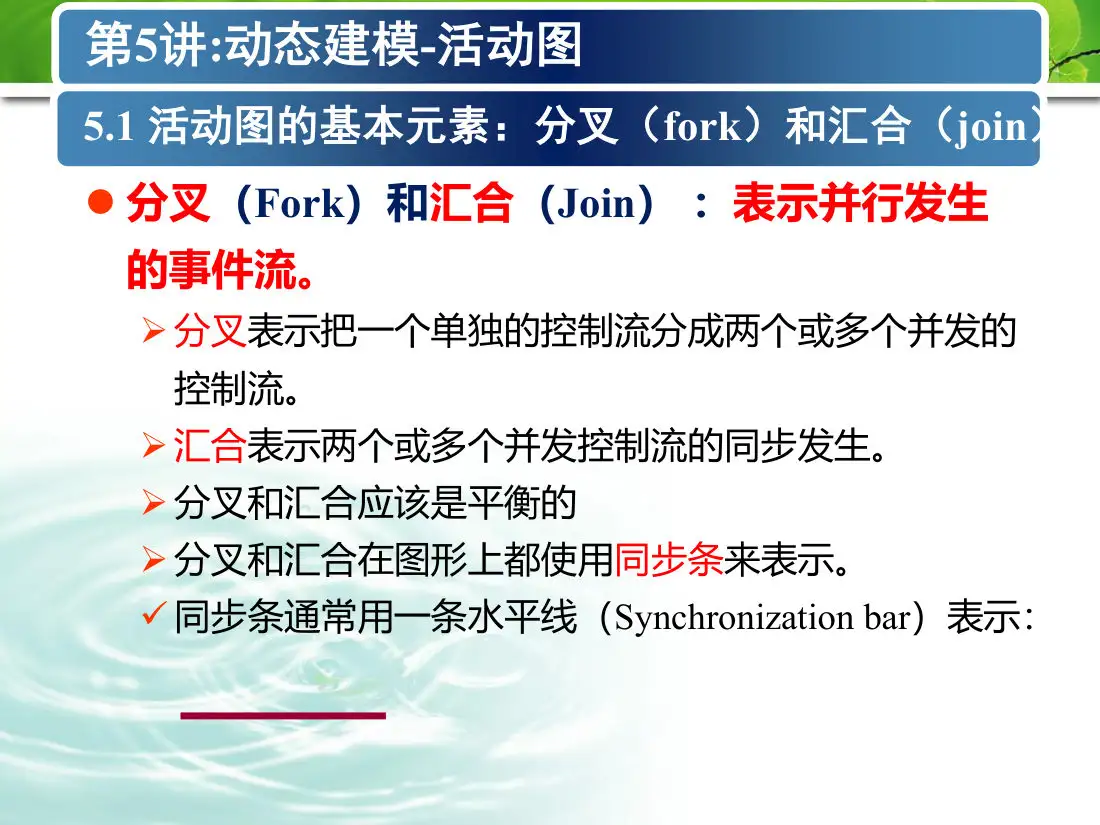 第5讲:动态建模-活动图
5.1 活动图的基本元素：分叉（fork）和汇合（join）
分叉（Fork）和汇合（Join）：表示并行发生
的事件流。
分叉表示把一个单独的控制流分成两个或多个并发的
控制流。
汇合表示两个或多个并发控制流的同步发生。
分叉和汇合应该是平衡的
分叉和汇合在图形上都使用同步条来表示。
同步条通常用一条水平线（Synchronization bar）表示：